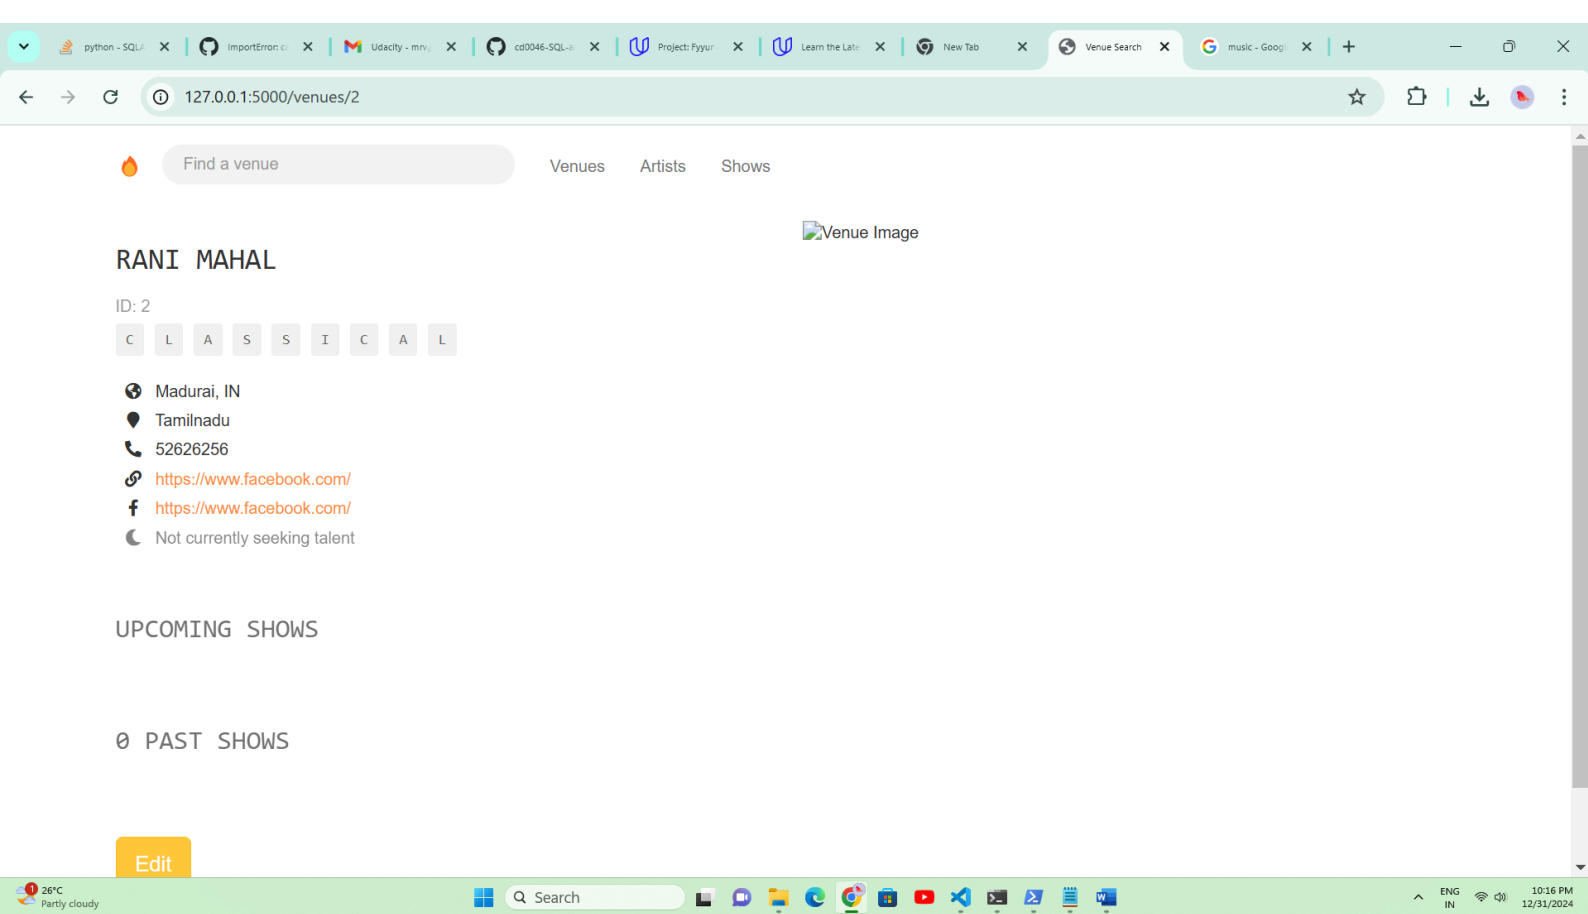 python - SQLA
ImportError: c
Udacity - mrv.
cd0046-SQL-a
Project: Fyyur
Learn the Late
New Tab
Venue Search
music - Goog
127.0.0.1:5000/venues/2
Find a venue
Venues
Artists
Shows
Venue Image
RANI MAHAL
ID: 2
C L A S S I C A L
Madurai, IN
Tamilnadu
52626256
https://www.facebook.com/
https://www.facebook.com/
Not currently seeking talent
UPCOMING SHOWS
0 PAST SHOWS
Edit
1
26°C
Partly cloudy
Search
ENG
IN
10:16 PM
12/31/2024